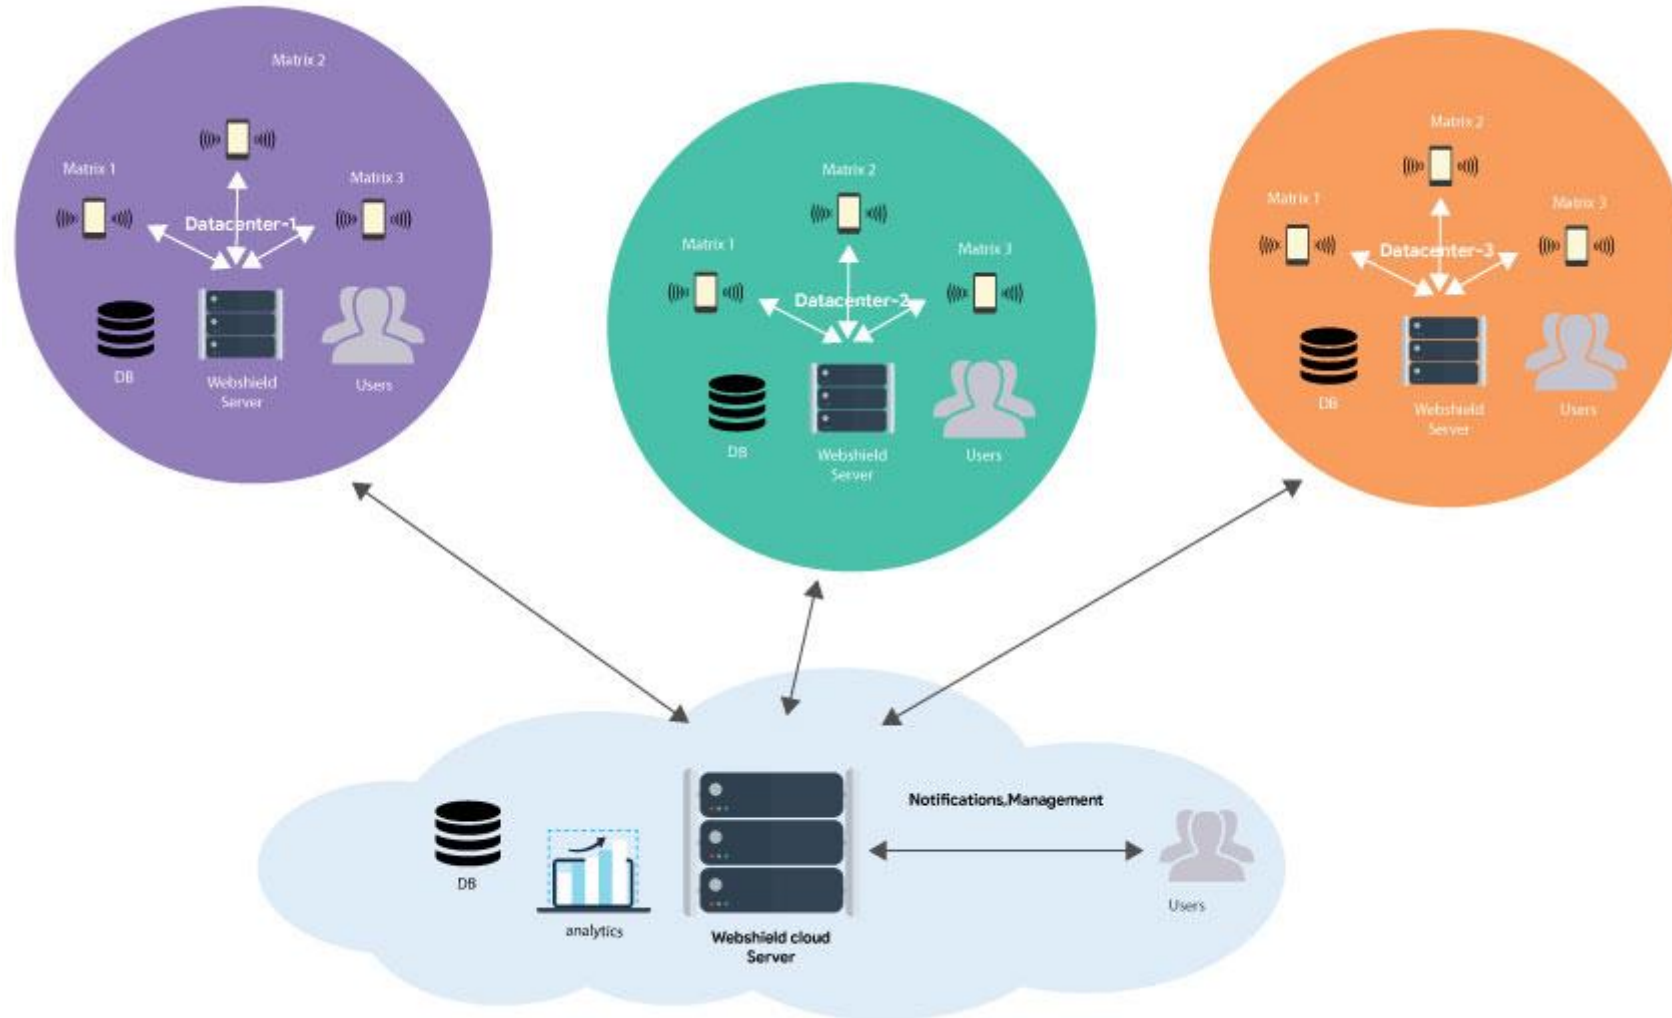 Matrix 2
Matrix 1
Matrix 3
Datacenter-1
DB
Webshield
Server
Users
Matrix 2
Matrix 1
Matrix 3
Datacenter-2
DB
Webshield
Server
Users
Matrix 2
Matrix 1
Matrix 3
Datacenter-3
DB
Webshield
Server
Users
Notifications,Management
DB
analytics
Webshield cloud
Server
Users